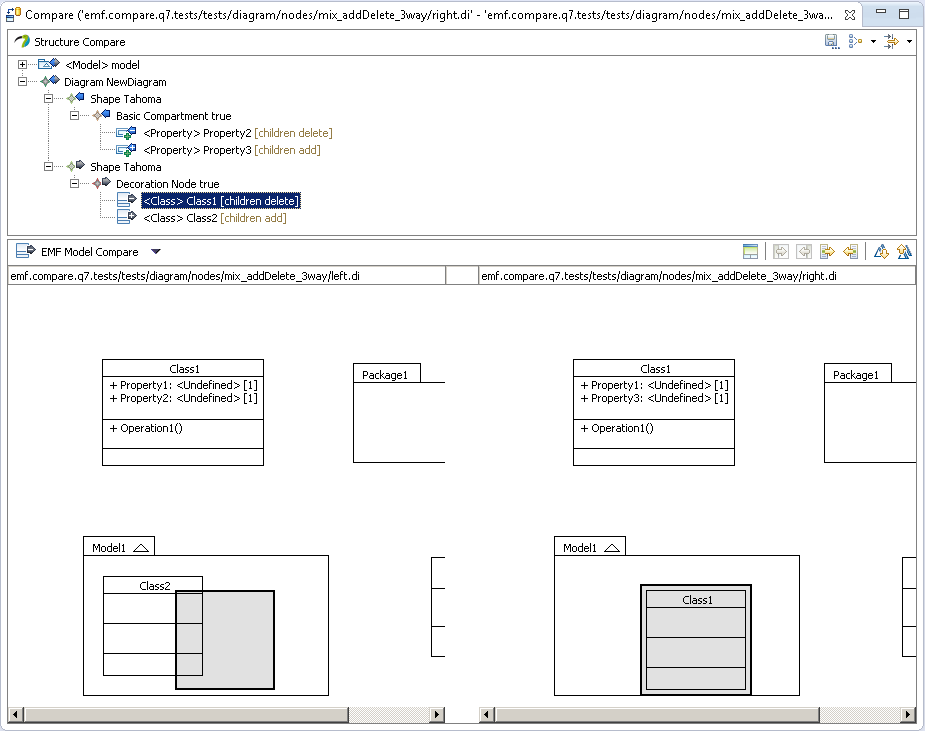 Compare ('emf.compare.q7.tests/tests/diagram/nodes/mix_addDelete_3way/right.di' - 'emf.compare.q7.tests/tests/diagram/nodes/mix_addDelete_3wa...
Structure Compare
<Model> model
Diagram NewDiagram
Shape Tahoma
Basic Compartment true
<Property> Property2 [children delete]
<Property> Property3 [children add]
Shape Tahoma
Decoration Node true
<Class> Class1 [children delete]
<Class> Class2 [children add]
EMF Model Compare
emf.compare.q7.tests/tests/diagram/nodes/mix_addDelete_3way/left.di
emf.compare.q7.tests/tests/diagram/nodes/mix_addDelete_3way/right.di
Class1
+ Property1: <Undefined> [1]
+ Property2: <Undefined> [1]
+ Operation1()
Package1
Class1
+ Property1: <Undefined> [1]
+ Property3: <Undefined> [1]
+ Operation1()
Package1
Model1
Class2
Model1
Class1